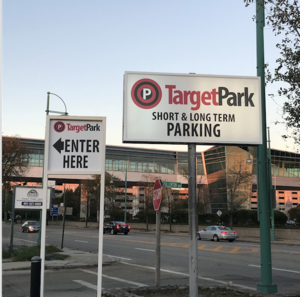 TargetPark
ENTER
HERE
P TargetPark
SHORT & LONG TERM
PARKING